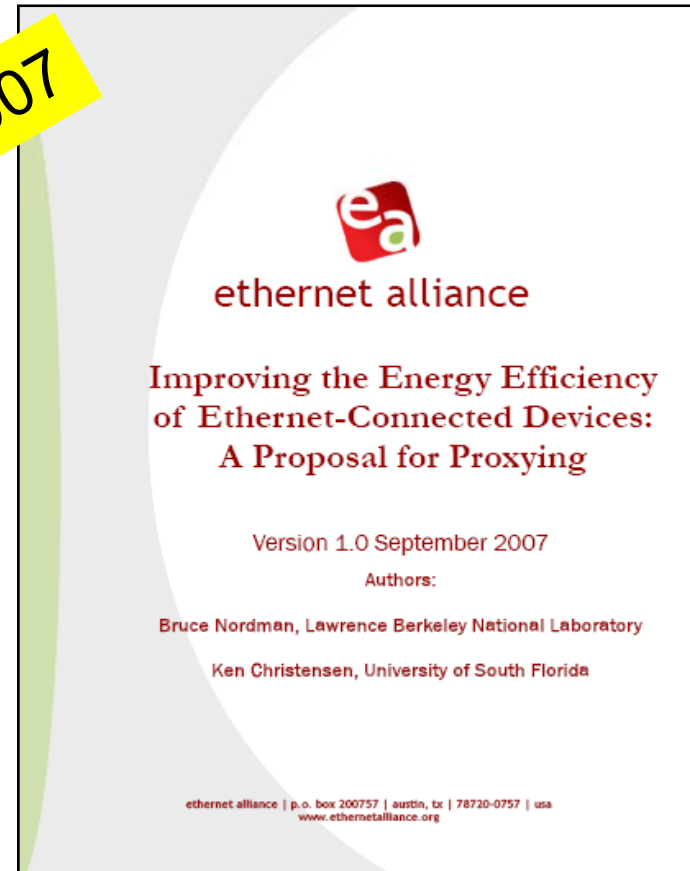 07
ea
ethernet alliance
Improving the Energy Efficiency
of Ethernet-Connected Devices:
A Proposal for Proxying
Version 1.0 September 2007
Authors:
Bruce Nordman, Lawrence Berkeley National Laboratory
Ken Christensen, University of South Florida
ethernet alliance | p.o. box 200757 | austin, tx | 78720-0757 | usa
www.ethernetalliance.org